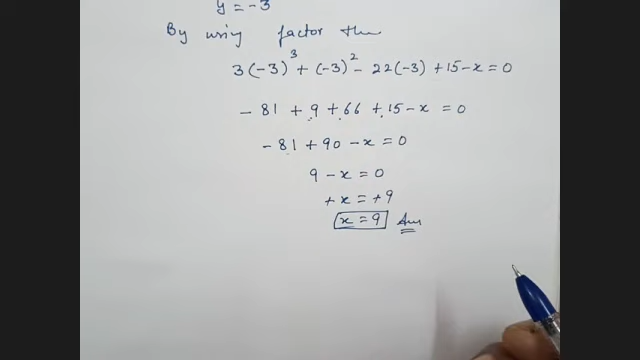 y = -3
By using factor thm
3(-3)³ + (-3)² - 22(-3) + 15 - x = 0
- 81 + 9 + 66 + 15 - x = 0
- 81 + 90 - x = 0
9 - x = 0
+ x = + 9
x = 9 Ans